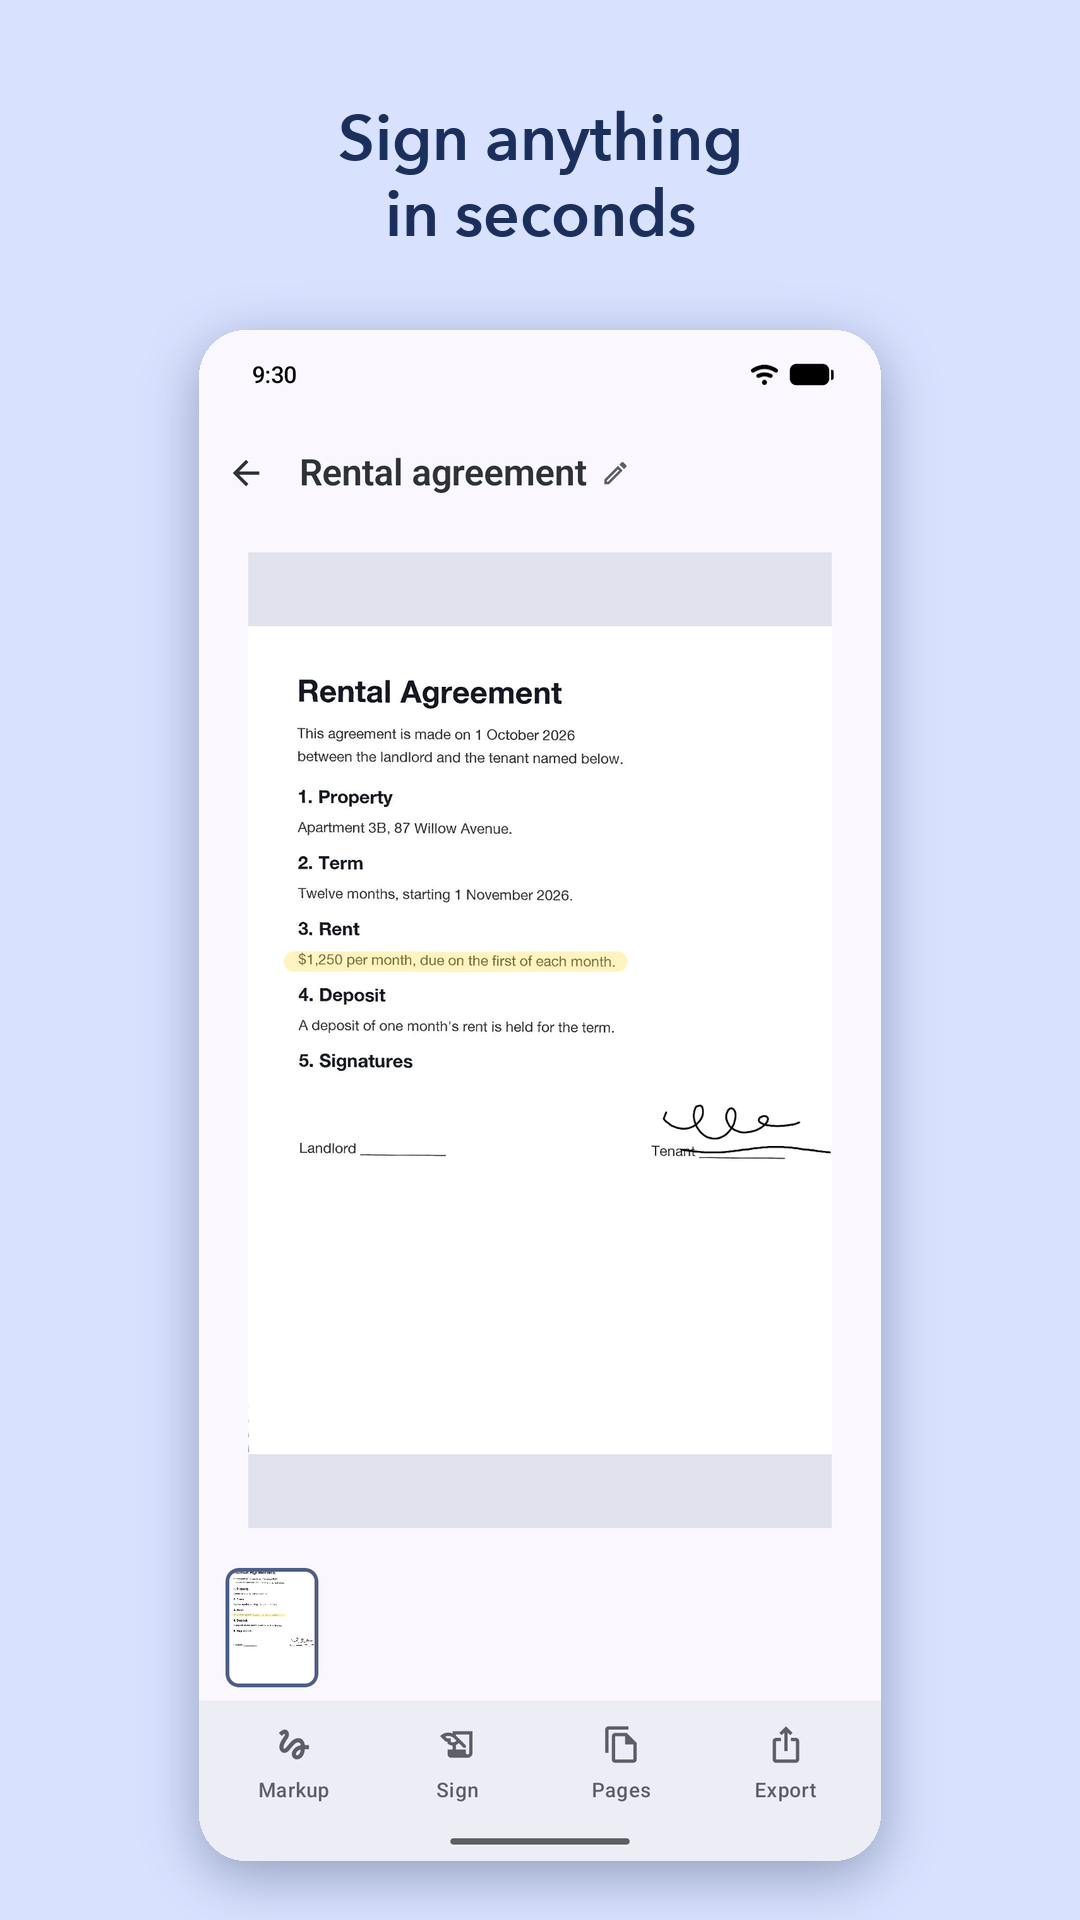 Sign anything
in seconds
9:30
Rental agreement
Rental Agreement
This agreement is made on 1 October 2026
between the landlord and the tenant named below.
1. Property
Apartment 3B, 87 Willow Avenue.
2. Term
Twelve months, starting 1 November 2026.
3. Rent
$1,250 per month, due on the first of each month.
4. Deposit
A deposit of one month's rent is held for the term.
5. Signatures
Landlord __________ Tenant __________
Markup Sign Pages Export